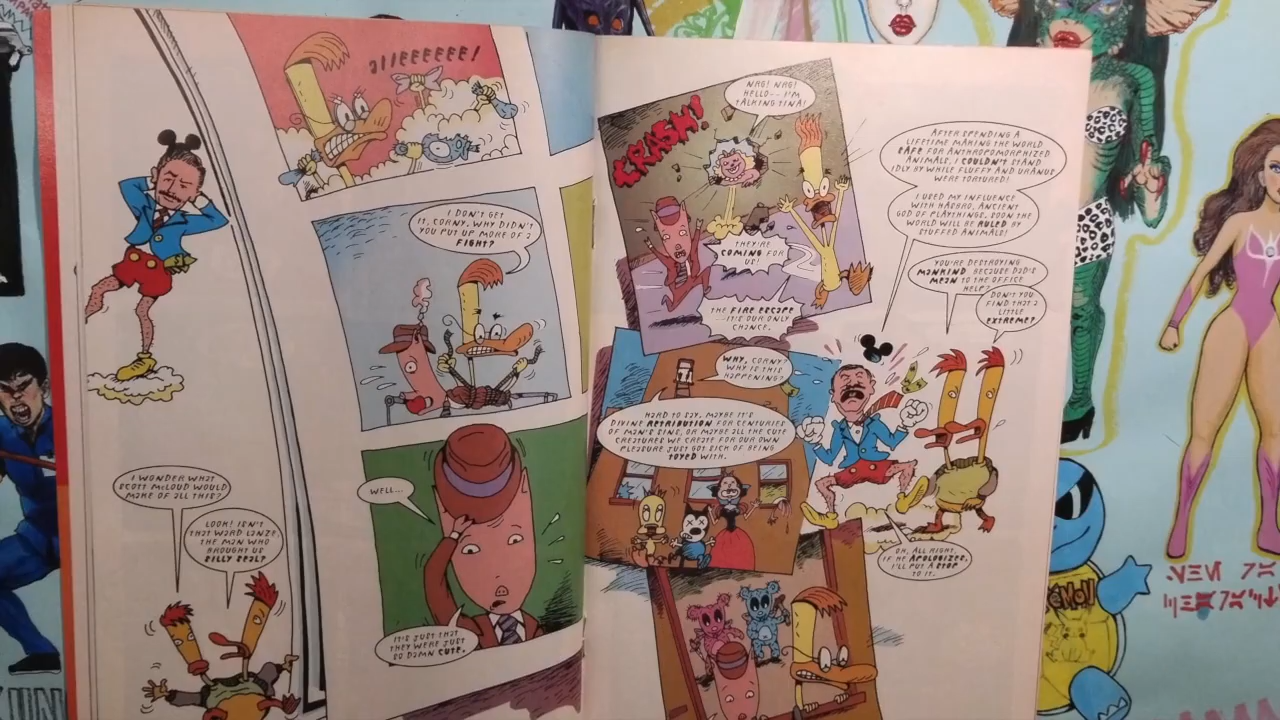 aIIEEEEEE!
I DON'T GET
IT, CORNY. WHY DIDN'T
YOU PUT UP MORE OF A
FIGHT?
WELL...
IT'S JUST THAT
THEY WERE JUST
SO DAMN CUTE.
I WONDER WHAT
SCOTT McCLOUD WOULD
MAKE OF ALL THIS?
LOOK! ISN'T
THAT WARD LANZE,
THE MAN WHO
BROUGHT US
SILLY SEAL?
CRASH!
NAG! NAG!
HELLO-- I'M
TALKING TINA!
THEY'RE
COMING FOR
US!
THE FIRE ESCAPE
--IT'S OUR ONLY
CHANCE.
WHY, CORNY?
WHY IS THIS
HAPPENING?
HARD TO SAY. MAYBE IT'S
DIVINE RETRIBUTION FOR CENTURIES
OF MAN'S SINS, OR MAYBE ALL THE CUTE
CREATURES WE CREATE FOR OUR OWN
PLEASURE JUST GOT SICK OF BEING
TOYED WITH.
AFTER SPENDING A
LIFETIME MAKING THE WORLD
SAFE FOR ANTHROPOMORPHIZED
ANIMALS, I COULDN'T STAND
IDLY BY WHILE FLUFFY AND URANUS
WERE TORTURED!
I USED MY INFLUENCE
WITH HASBRO, ANCIENT
GOD OF PLAYTHINGS. SOON THE
WORLD WILL BE RULED BY
STUFFED ANIMALS!
YOU'RE DESTROYING
MANKIND BECAUSE DAD'S
MEAN TO THE OFFICE
HELP?
DON'T YOU
FIND THAT A
LITTLE
EXTREME?
OH, ALL RIGHT,
IF HE APOLOGIZES,
I'LL PUT A STOP
TO IT.